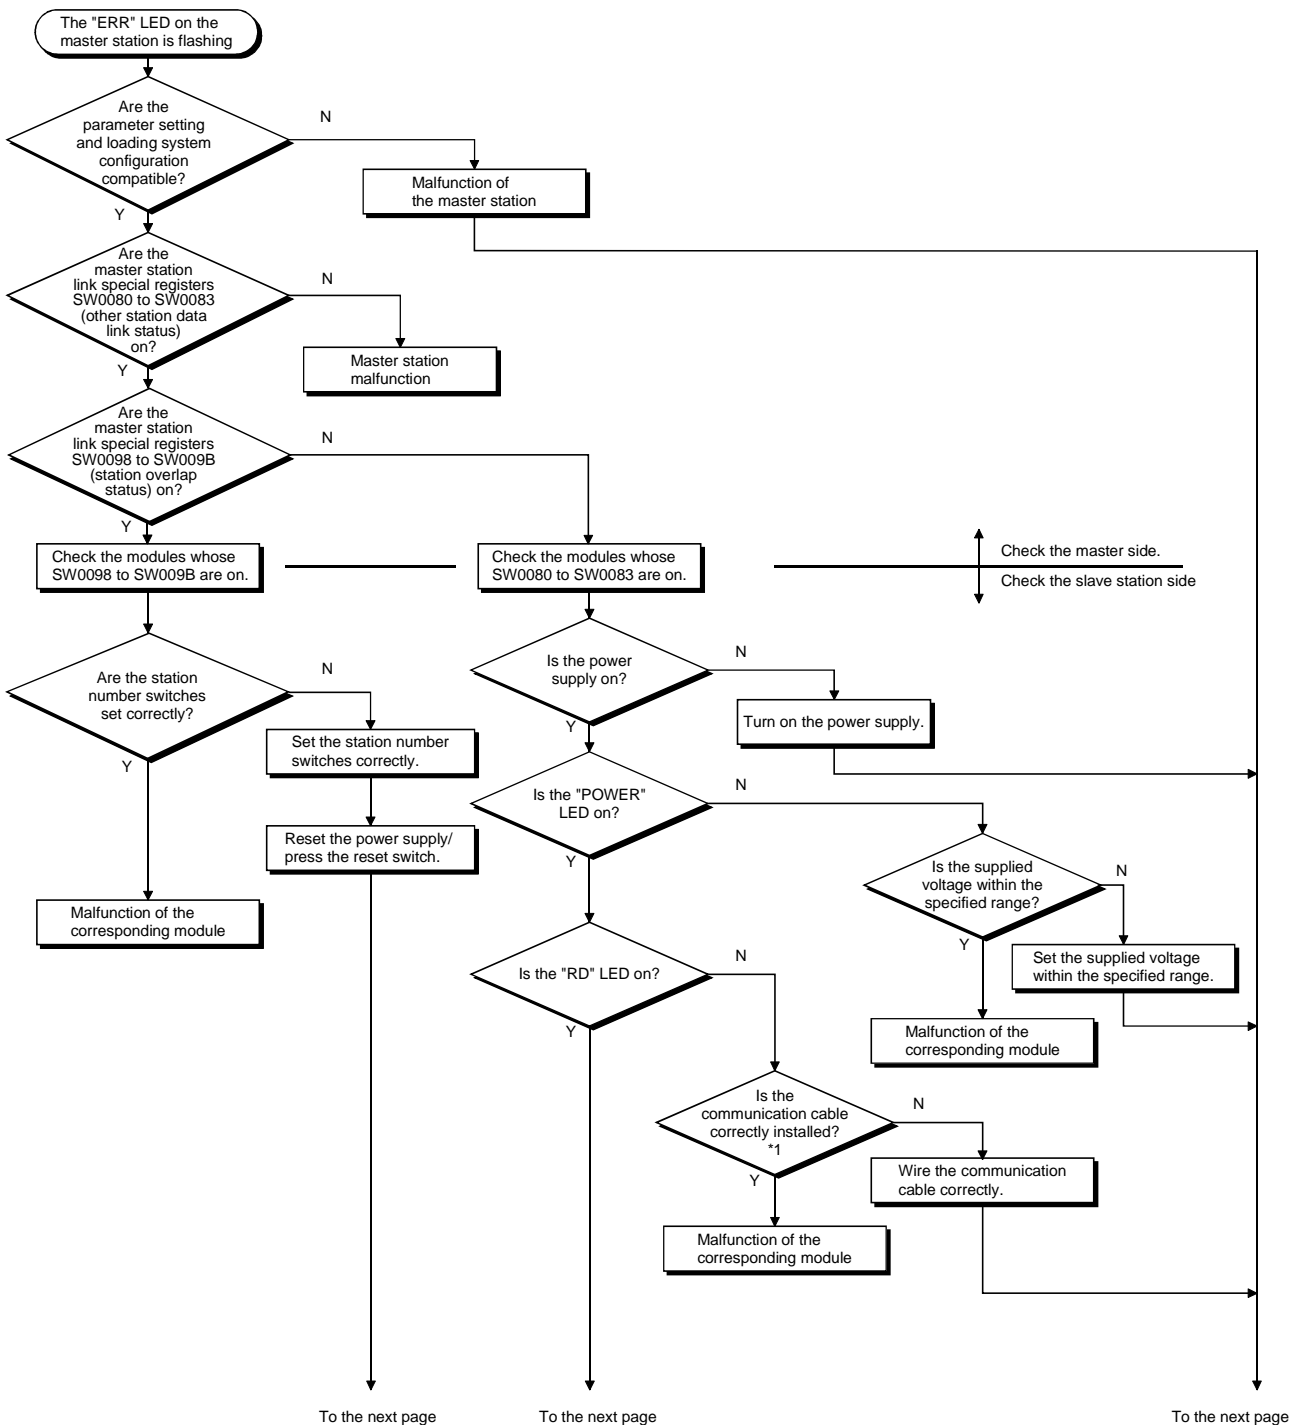 The "ERR" LED on the
master station is flashing
Are the
parameter setting
and loading system
configuration
compatible?
N
Y
Malfunction of
the master station
Are the
master station
link special registers
SW0080 to SW0083
(other station data
link status)
on?
N
Y
Master station
malfunction
Are the
master station
link special registers
SW0098 to SW009B
(station overlap
status) on?
N
Y
Check the modules whose
SW0098 to SW009B are on.
Check the modules whose
SW0080 to SW0083 are on.
Check the master side.
Check the slave station side
Are the station
number switches
set correctly?
N
Y
Set the station number
switches correctly.
Reset the power supply/
press the reset switch.
Malfunction of the
corresponding module
Is the power
supply on?
N
Y
Turn on the power supply.
Is the "POWER"
LED on?
N
Y
Is the supplied
voltage within the
specified range?
N
Y
Set the supplied voltage
within the specified range.
Malfunction of the
corresponding module
Is the "RD" LED on?
N
Y
Is the
communication cable
correctly installed?
*1
N
Y
Wire the communication
cable correctly.
Malfunction of the
corresponding module
To the next page
To the next page
To the next page